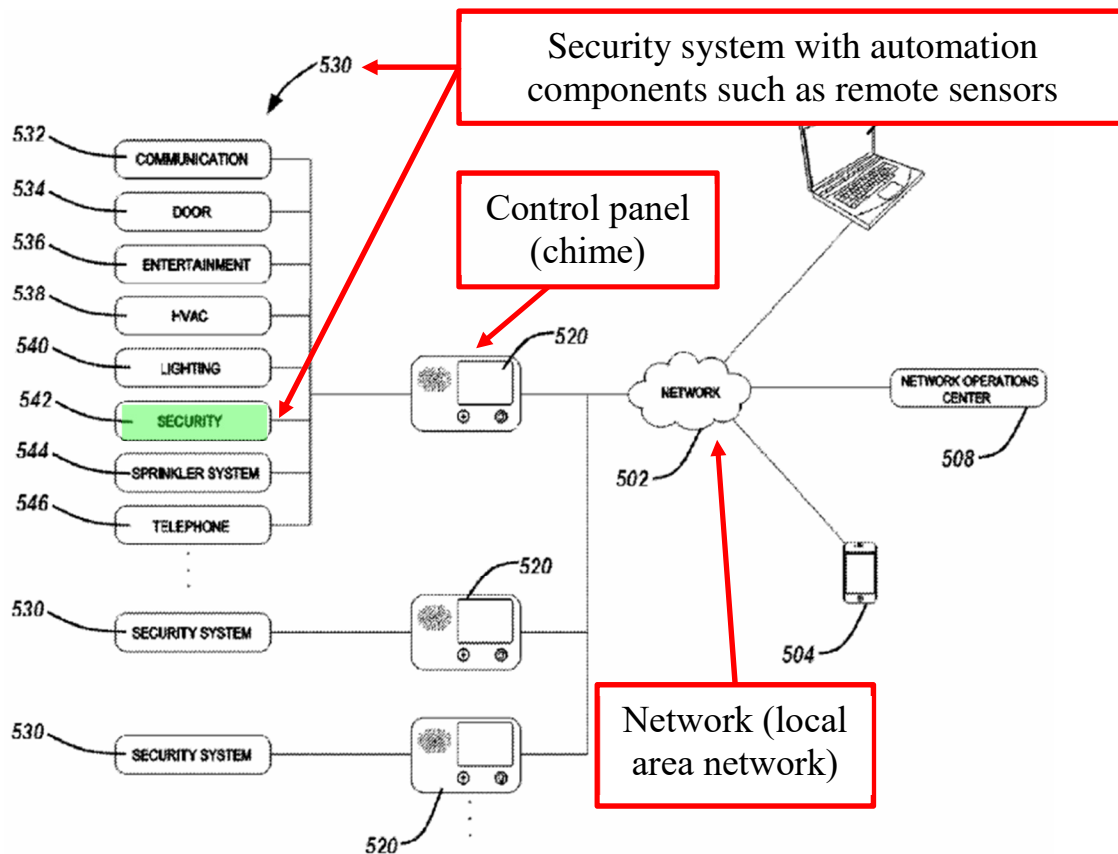 Security system with automation
components such as remote sensors
530
532
COMMUNICATION
534
DOOR
536
ENTERTAINMENT
538
HVAC
540
LIGHTING
542
SECURITY
544
SPRINKLER SYSTEM
546
TELEPHONE
Control panel
(chime)
520
NETWORK
502
NETWORK OPERATIONS
CENTER
508
504
530
SECURITY SYSTEM
520
Network (local
area network)
530
SECURITY SYSTEM
520